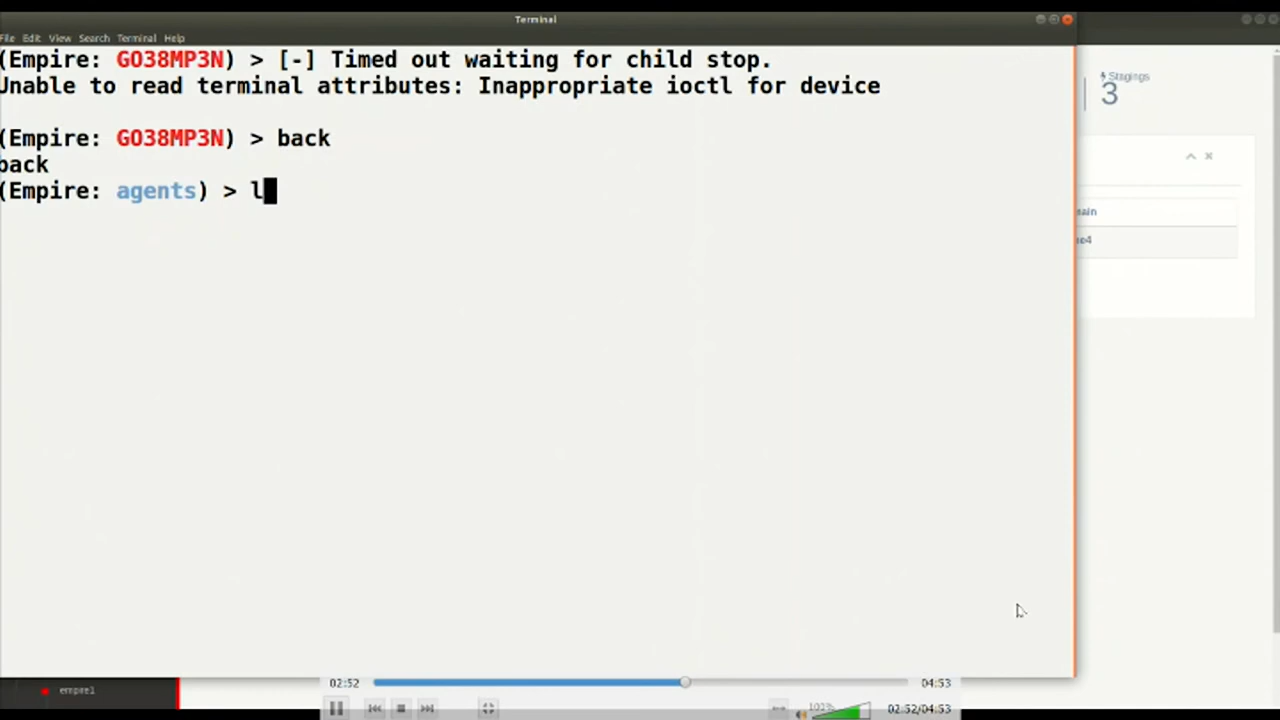 Terminal
File Edit View Search Terminal Help
(Empire: GO38MP3N) > [-] Timed out waiting for child stop.
Unable to read terminal attributes: Inappropriate ioctl for device
(Empire: GO38MP3N) > back
back
(Empire: agents) > l
Stagings
3
empire1
02:52
04:53
102%
02:52/04:53